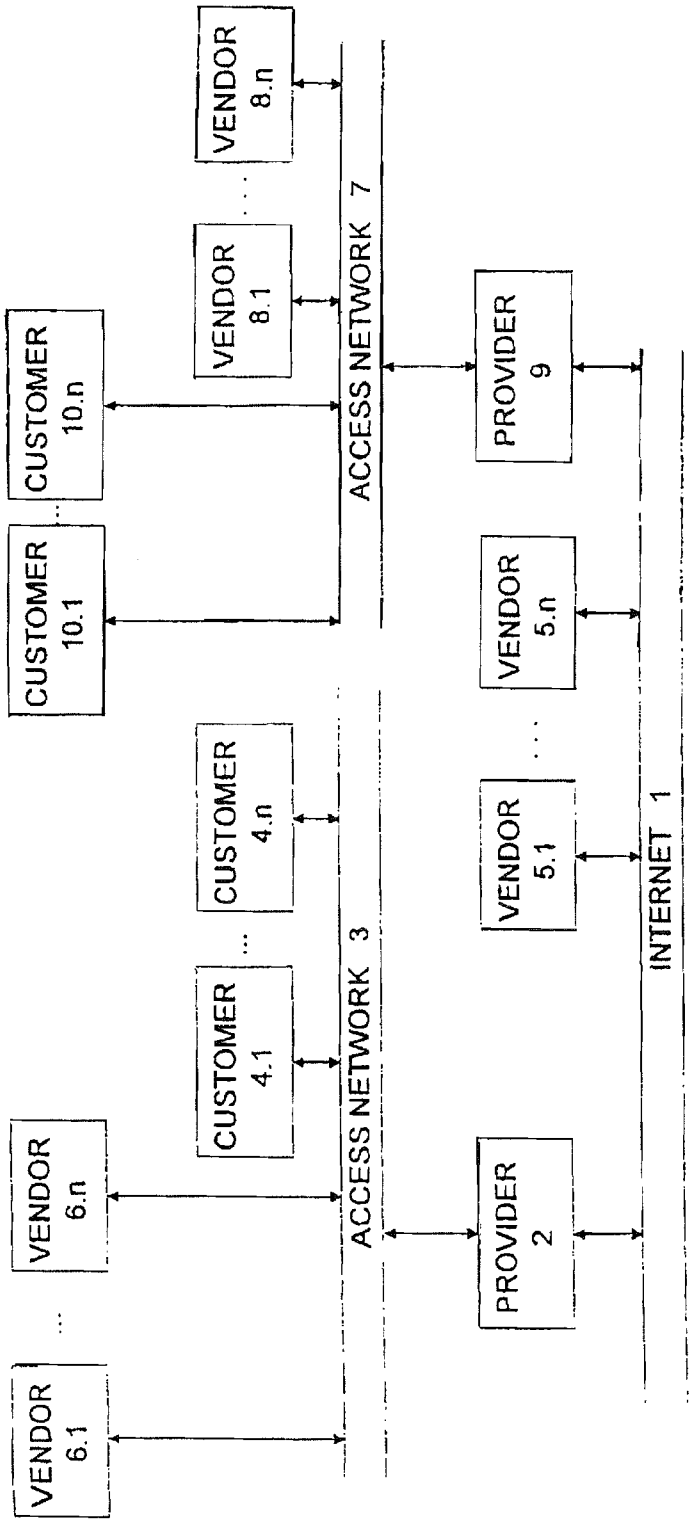 VENDOR
6.1
...
VENDOR
6.n
CUSTOMER
10.1
...
CUSTOMER
10.n
CUSTOMER
4.1
...
CUSTOMER
4.n
VENDOR
8.1
....
VENDOR
8.n
ACCESS NETWORK 3
ACCESS NETWORK 7
PROVIDER
2
VENDOR
5.1
....
VENDOR
5.n
PROVIDER
9
INTERNET 1